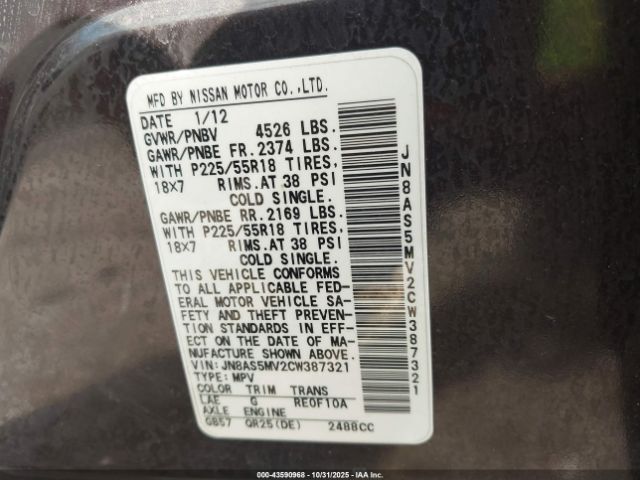 MFD BY NISSAN MOTOR CO.,LTD.
DATE 1/12
GVWR/PNBV 4526 LBS.
GAWR/PNBE FR. 2374 LBS.
WITH P225/55R18 TIRES,
18X7 RIMS.AT 38 PSI
COLD SINGLE.
GAWR/PNBE RR. 2169 LBS.
WITH P225/55R18 TIRES,
18X7 RIMS.AT 38 PSI
COLD SINGLE.
THIS VEHICLE CONFORMS
TO ALL APPLICABLE FED-
ERAL MOTOR VEHICLE SA-
FETY AND THEFT PREVEN-
TION STANDARDS IN EFF-
ECT ON THE DATE OF MA-
NUFACTURE SHOWN ABOVE.
VIN: JN8AS5MV2CW387321
TYPE: MPV
COLOR TRIM TRANS
LAE G RE0F10A
AXLE ENGINE
GB57 QR25(DE) 2488CC
JN8AS5MV2CW387321
000-43590968 - 10/31/2025 - IAAI.COM